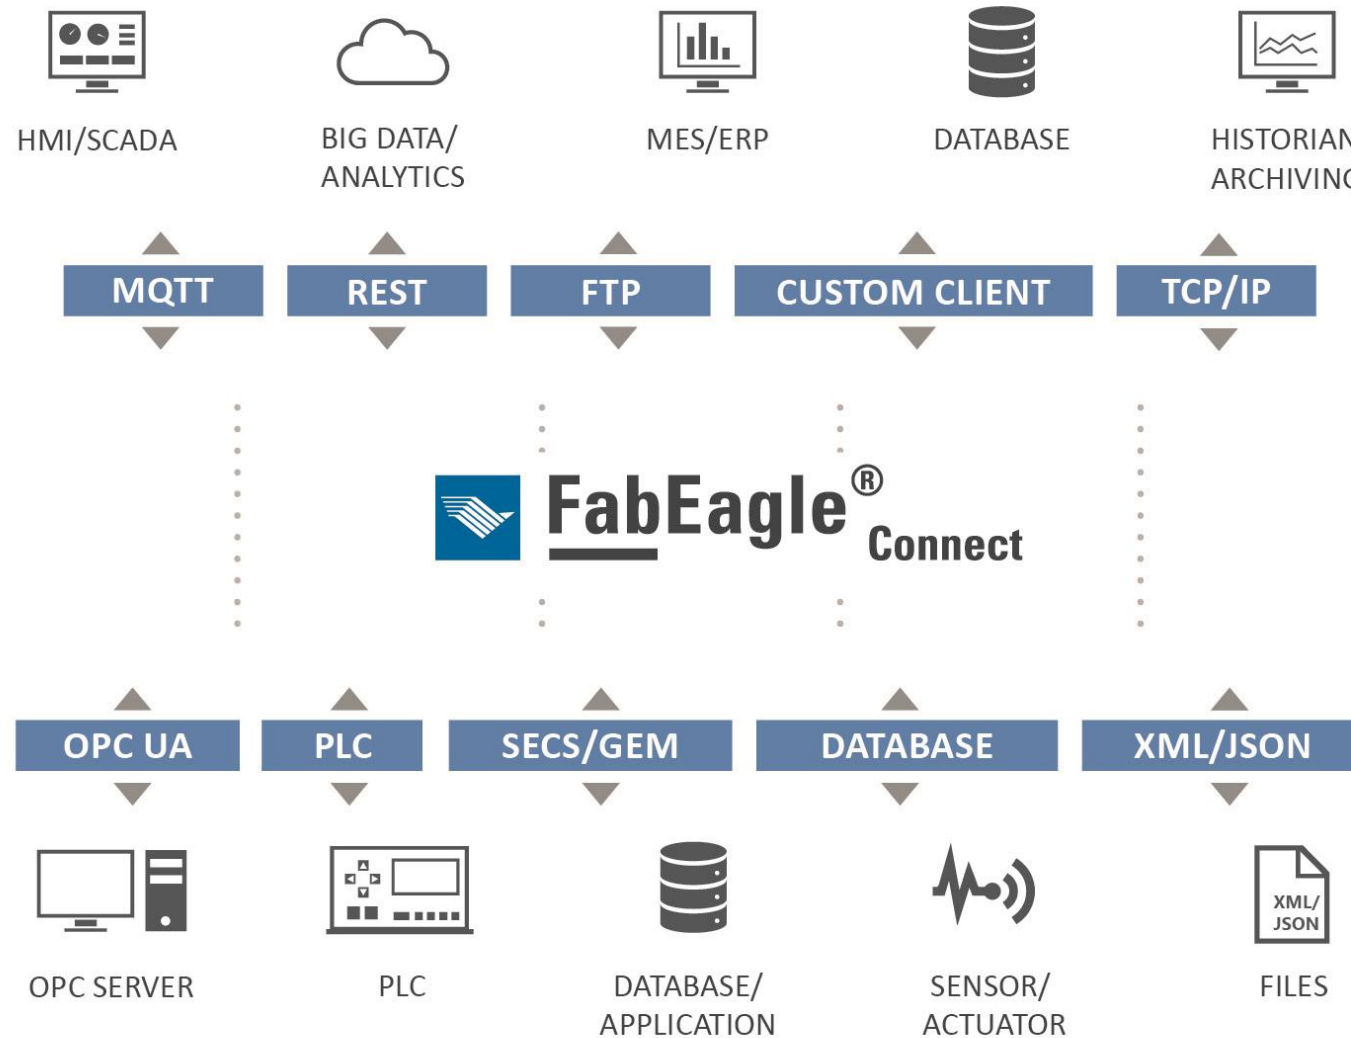 HMI/SCADA
BIG DATA/
ANALYTICS
MES/ERP
DATABASE
HISTORIAN
ARCHIVING
MQTT
REST
FTP
CUSTOM CLIENT
TCP/IP
FabEagle®
Connect
OPC UA
PLC
SECS/GEM
DATABASE
XML/JSON
XML/
JSON
OPC SERVER
PLC
DATABASE/
APPLICATION
SENSOR/
ACTUATOR
FILES